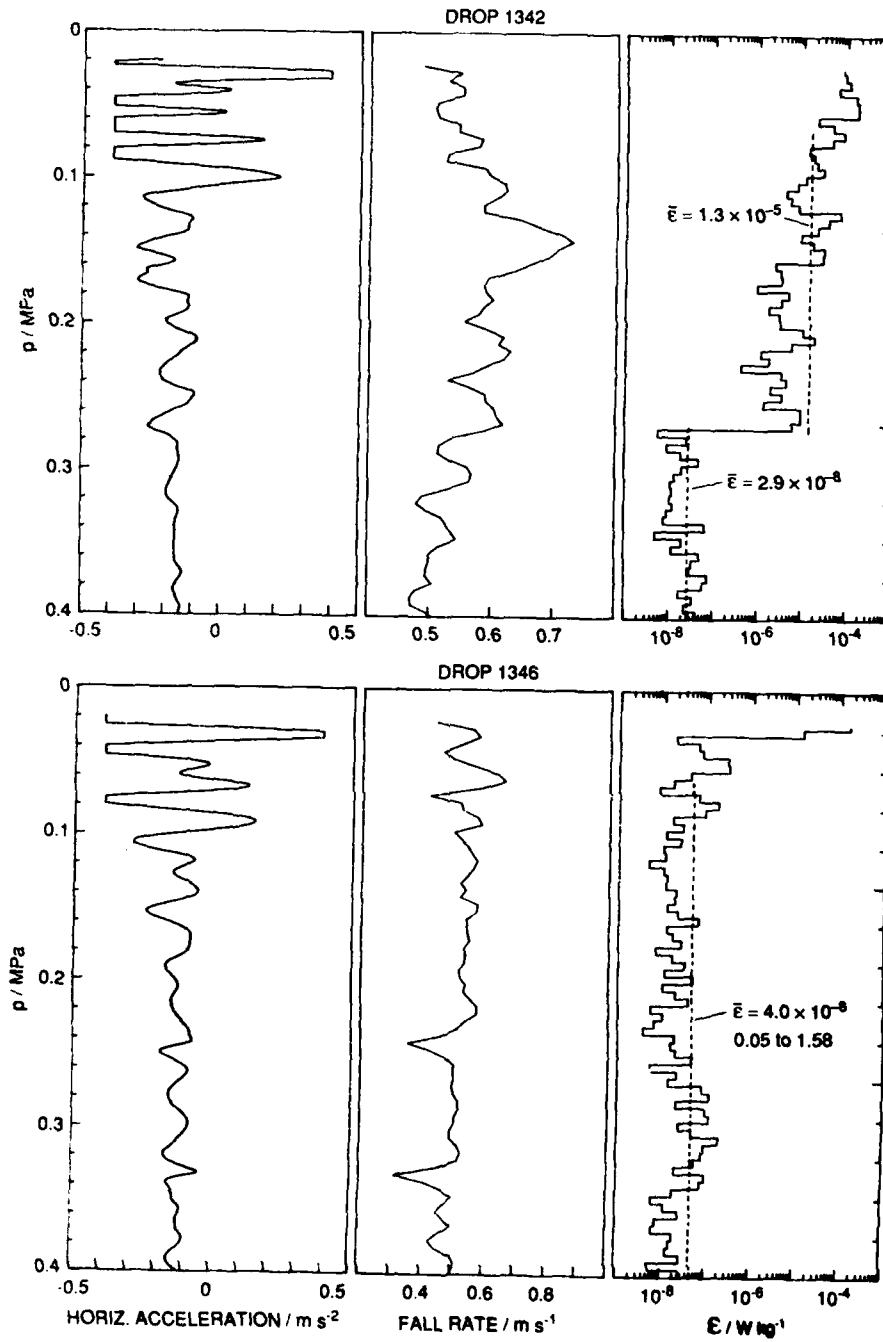 DROP 1342
0
0.1
0.2
0.3
0.4
p / MPa
-0.5 0 0.5
0.5 0.6 0.7
ε̄ = 1.3 × 10⁻⁵
ε̄ = 2.9 × 10⁻⁸
10⁻⁸ 10⁻⁶ 10⁻⁴
DROP 1346
0
0.1
0.2
0.3
0.4
p / MPa
ε̄ = 4.0 × 10⁻⁸
0.05 to 1.58
-0.5 0 0.5
0.4 0.6 0.8
10⁻⁸ 10⁻⁶ 10⁻⁴
HORIZ. ACCELERATION / m s⁻²
FALL RATE / m s⁻¹
ε / W kg⁻¹